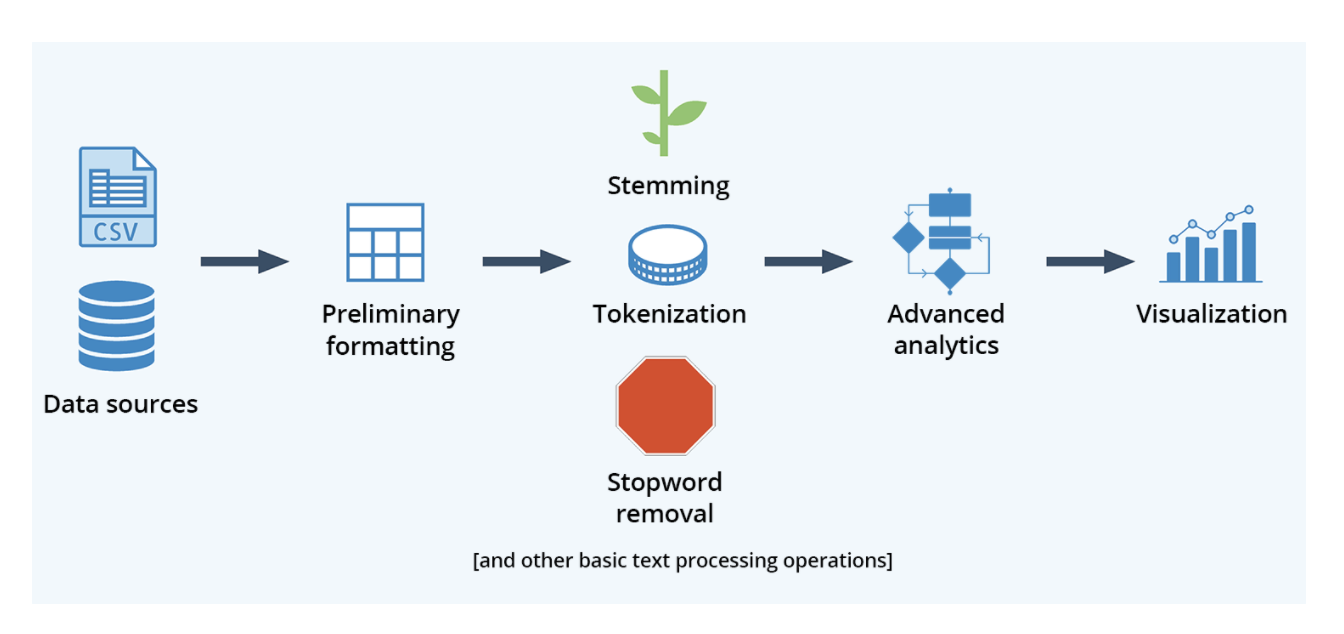 CSV
Data sources
Preliminary
formatting
Stemming
Tokenization
Stopword
removal
[and other basic text processing operations]
Advanced
analytics
Visualization